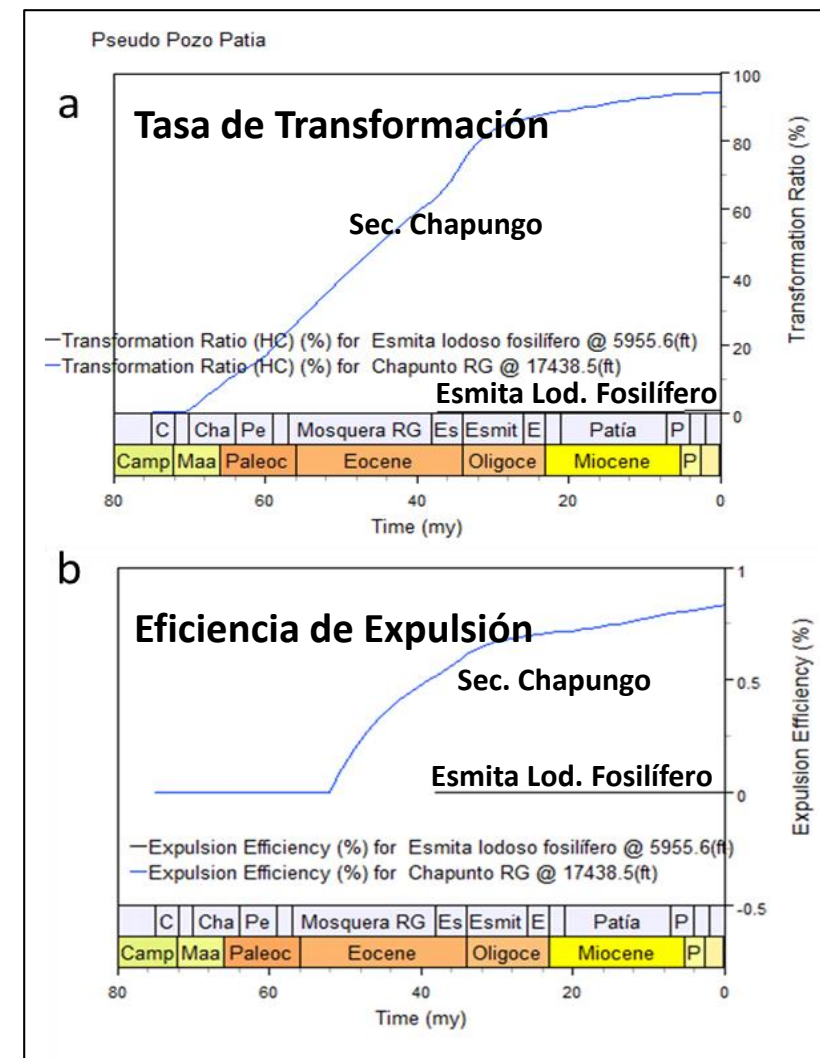 Pseudo Pozo Patia
a
Tasa de Transformación
Sec. Chapungo
Transformation Ratio (HC) (%) for Esmita lodoso fosilífero @ 5955.6(ft)
Transformation Ratio (HC) (%) for Chapunto RG @ 17438.5(ft)
Esmita Lod. Fosilífero
100
80
60
40
20
0
Transformation Ratio (%)
C Cha Pe Mosquera RG Es Esmit E Patía P
Camp Maa Paleoc Eocene Oligoce Miocene P
80 60 40 20 0
Time (my)
b
Eficiencia de Expulsión
Sec. Chapungo
Esmita Lod. Fosilífero
Expulsion Efficiency (%) for Esmita lodoso fosilífero @ 5955.6(ft)
Expulsion Efficiency (%) for Chapunto RG @ 17438.5(ft)
1
0.5
0
-0.5
Expulsion Efficiency (%)
C Cha Pe Mosquera RG Es Esmit E Patía P
Camp Maa Paleoc Eocene Oligoce Miocene P
80 60 40 20 0
Time (my)